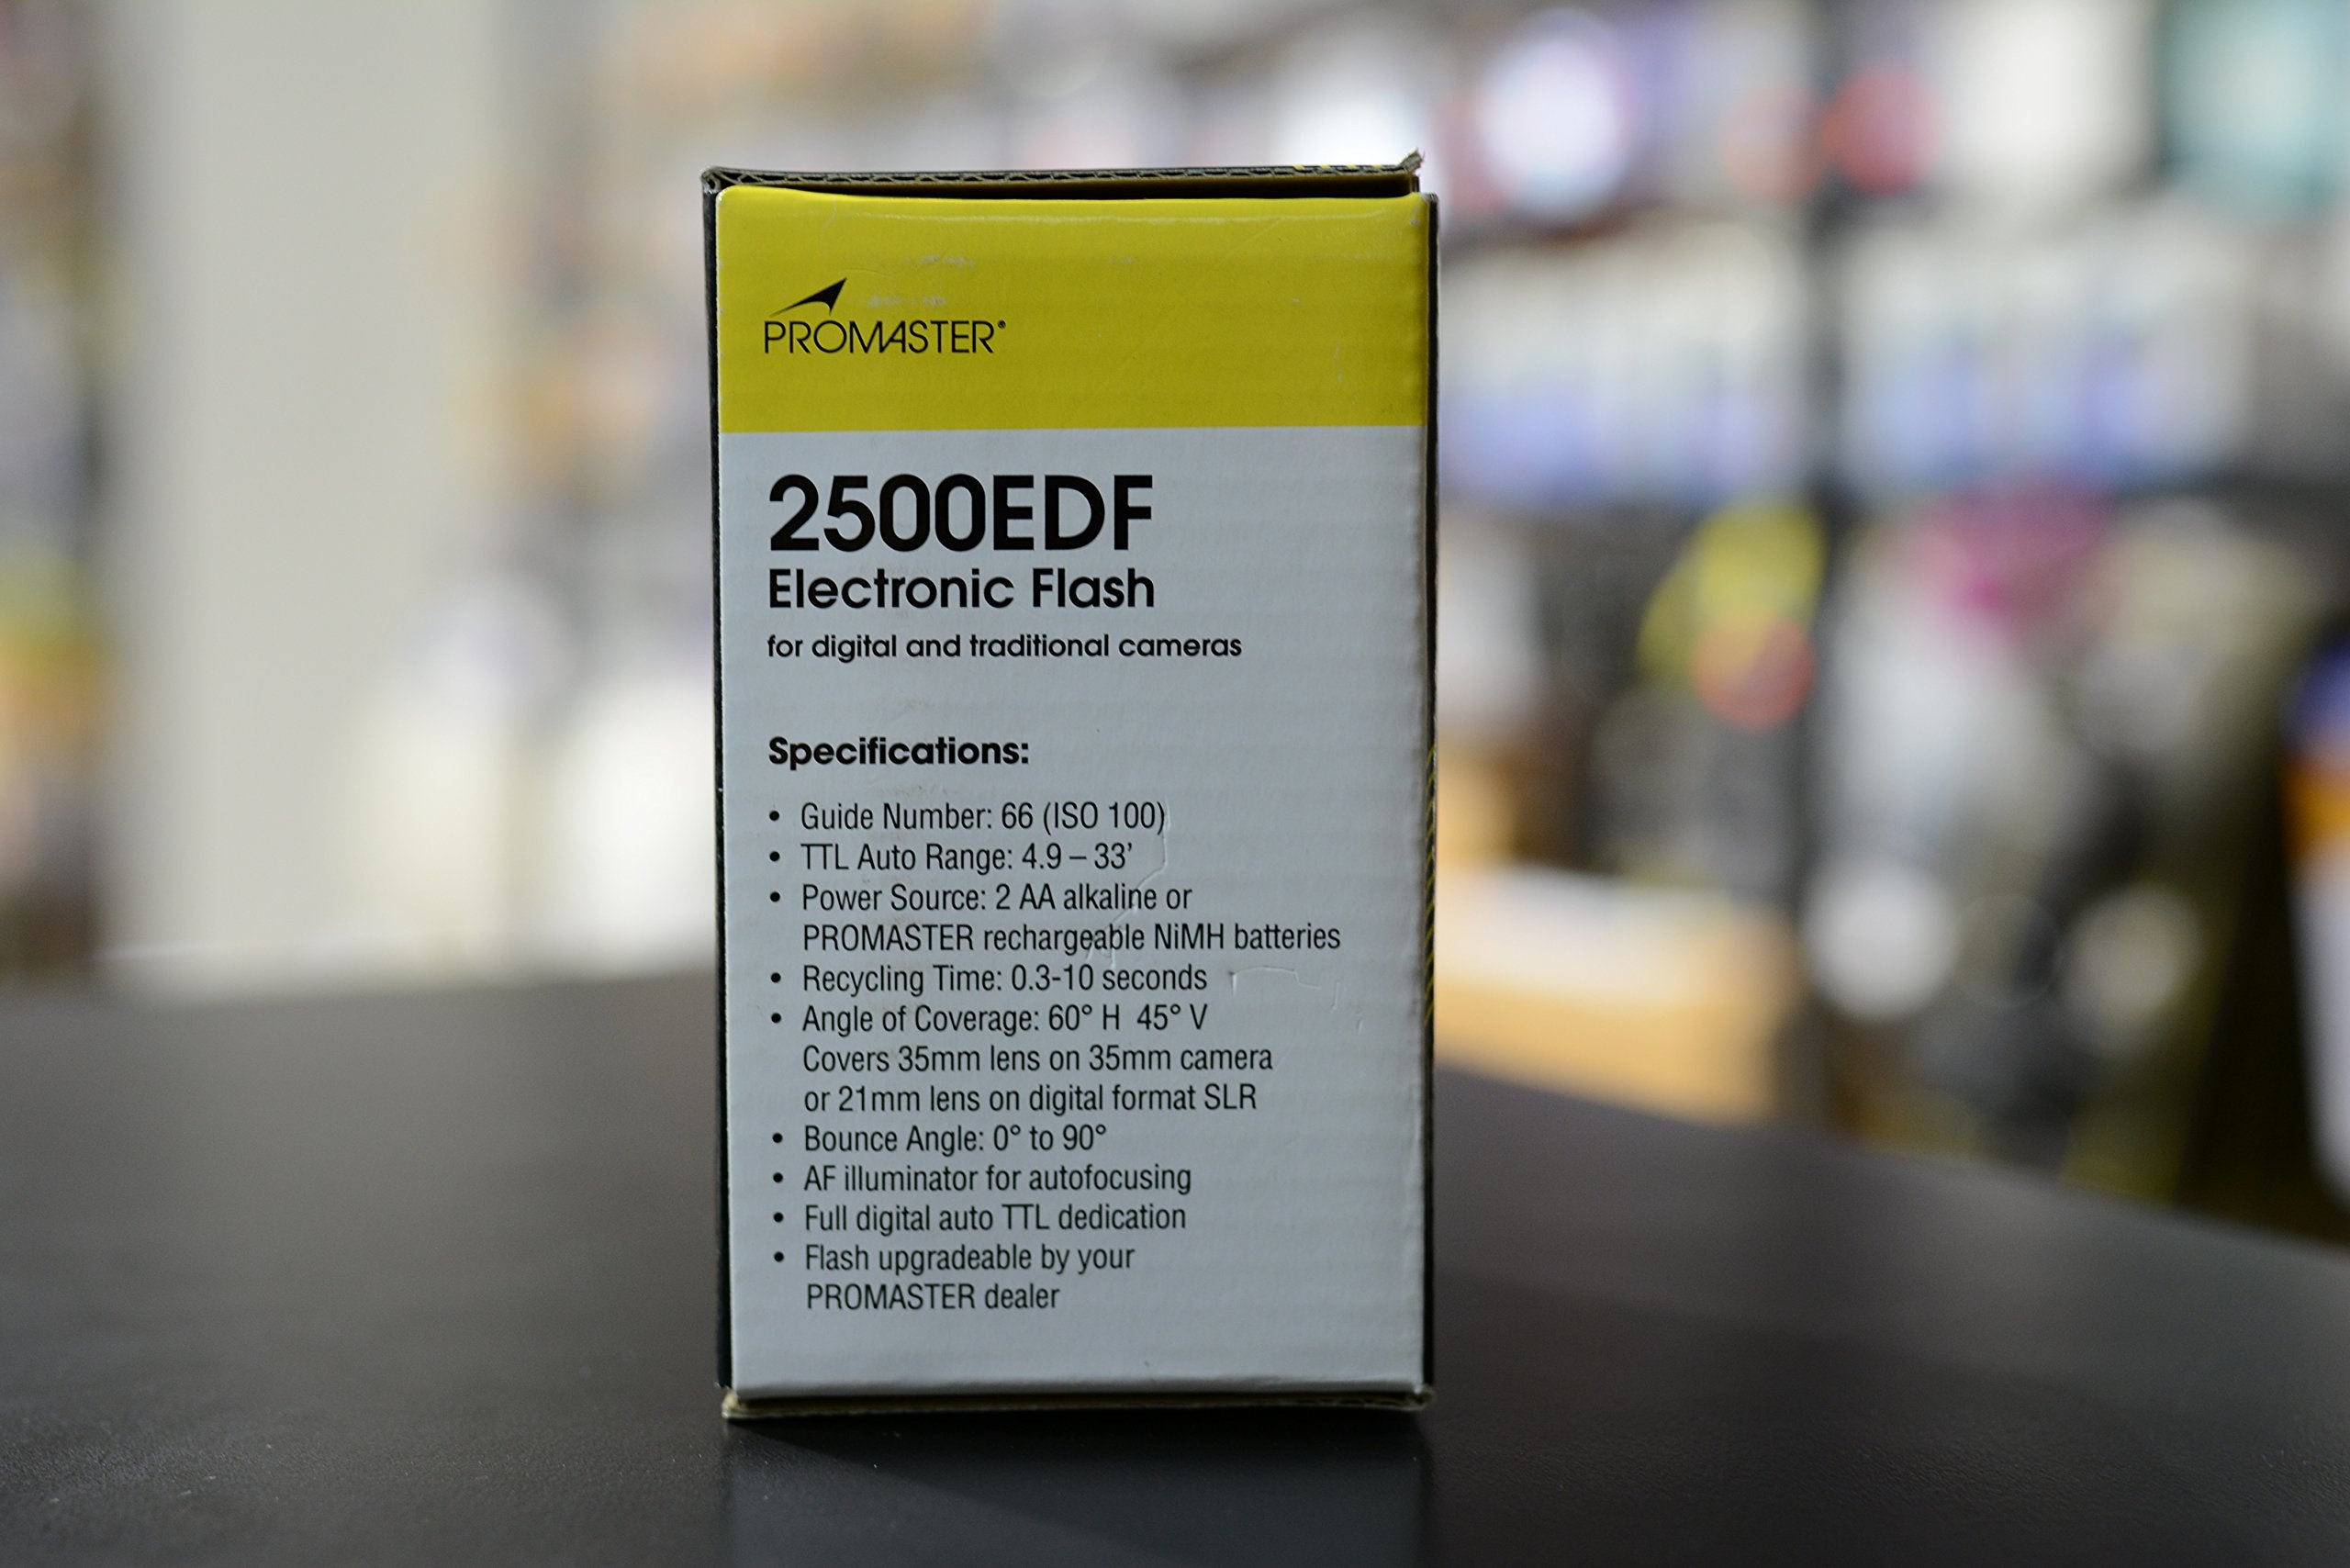 PROMASTER®
2500EDF
Electronic Flash
for digital and traditional cameras
Specifications:
• Guide Number: 66 (ISO 100)
• TTL Auto Range: 4.9 – 33’
• Power Source: 2 AA alkaline or
PROMASTER rechargeable NiMH batteries
• Recycling Time: 0.3-10 seconds
• Angle of Coverage: 60° H  45° V
Covers 35mm lens on 35mm camera
or 21mm lens on digital format SLR
• Bounce Angle: 0° to 90°
• AF illuminator for autofocusing
• Full digital auto TTL dedication
• Flash upgradeable by your
PROMASTER dealer